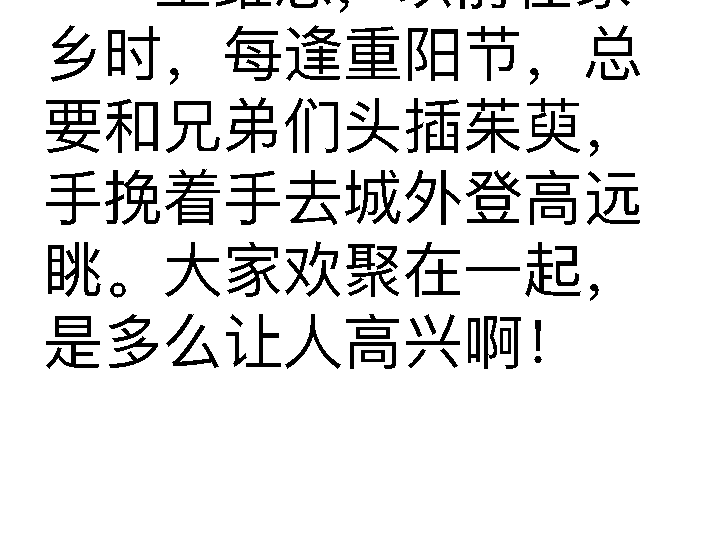 乡时，每逢重阳节，总
要和兄弟们头插茱萸，
手挽着手去城外登高远
眺。大家欢聚在一起，
是多么让人高兴啊！